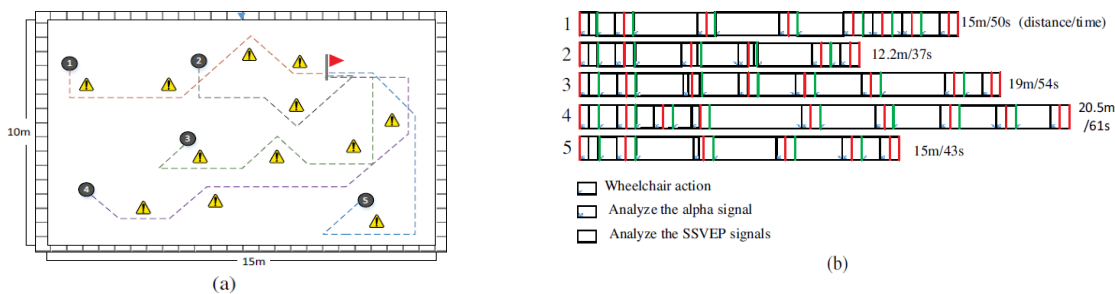 (a)
1
2
3
4
5
10m
15m
(b)
1 15m/50s (distance/time)
2 12.2m/37s
3 19m/54s
4 20.5m
/61s
5 15m/43s
Wheelchair action
Analyze the alpha signal
Analyze the SSVEP signals
(a)
(b)